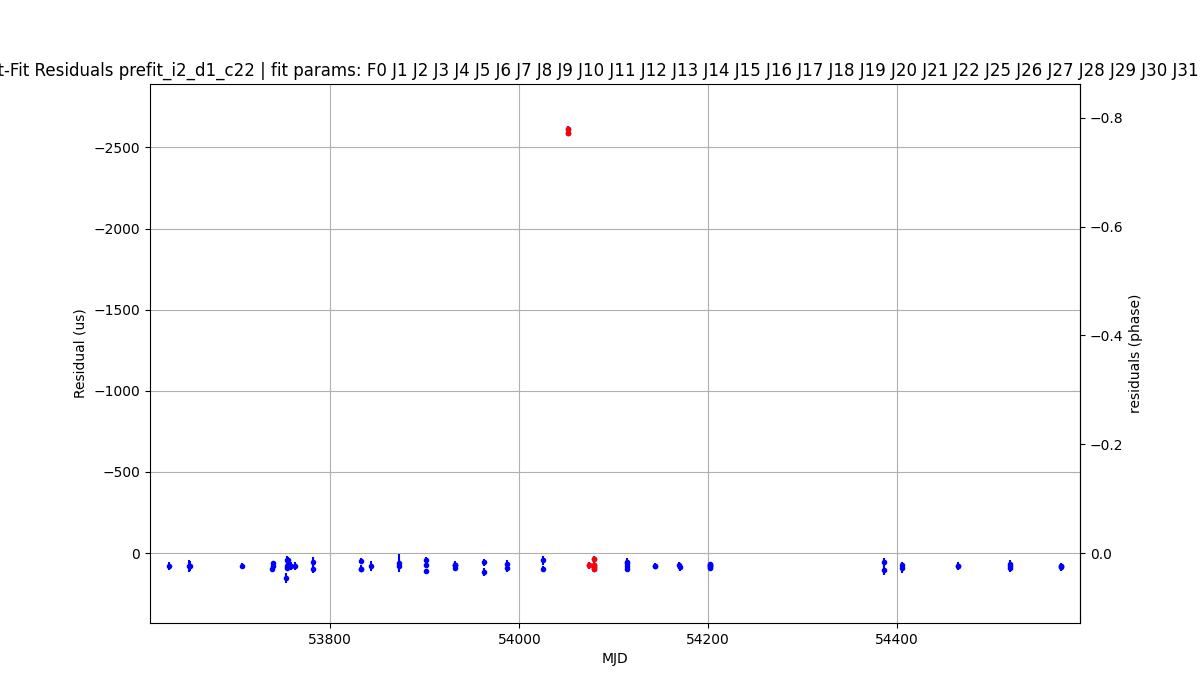 t-Fit Residuals prefit_i2_d1_c22 | fit params: F0 J1 J2 J3 J4 J5 J6 J7 J8 J9 J10 J11 J12 J13 J14 J15 J16 J17 J18 J19 J20 J21 J22 J25 J26 J27 J28 J29 J30 J31
−2500
−2000
−1500
−1000
−500
0
Residual (us)
−0.8
−0.6
−0.4
−0.2
0.0
residuals (phase)
53800 54000 54200 54400
MJD